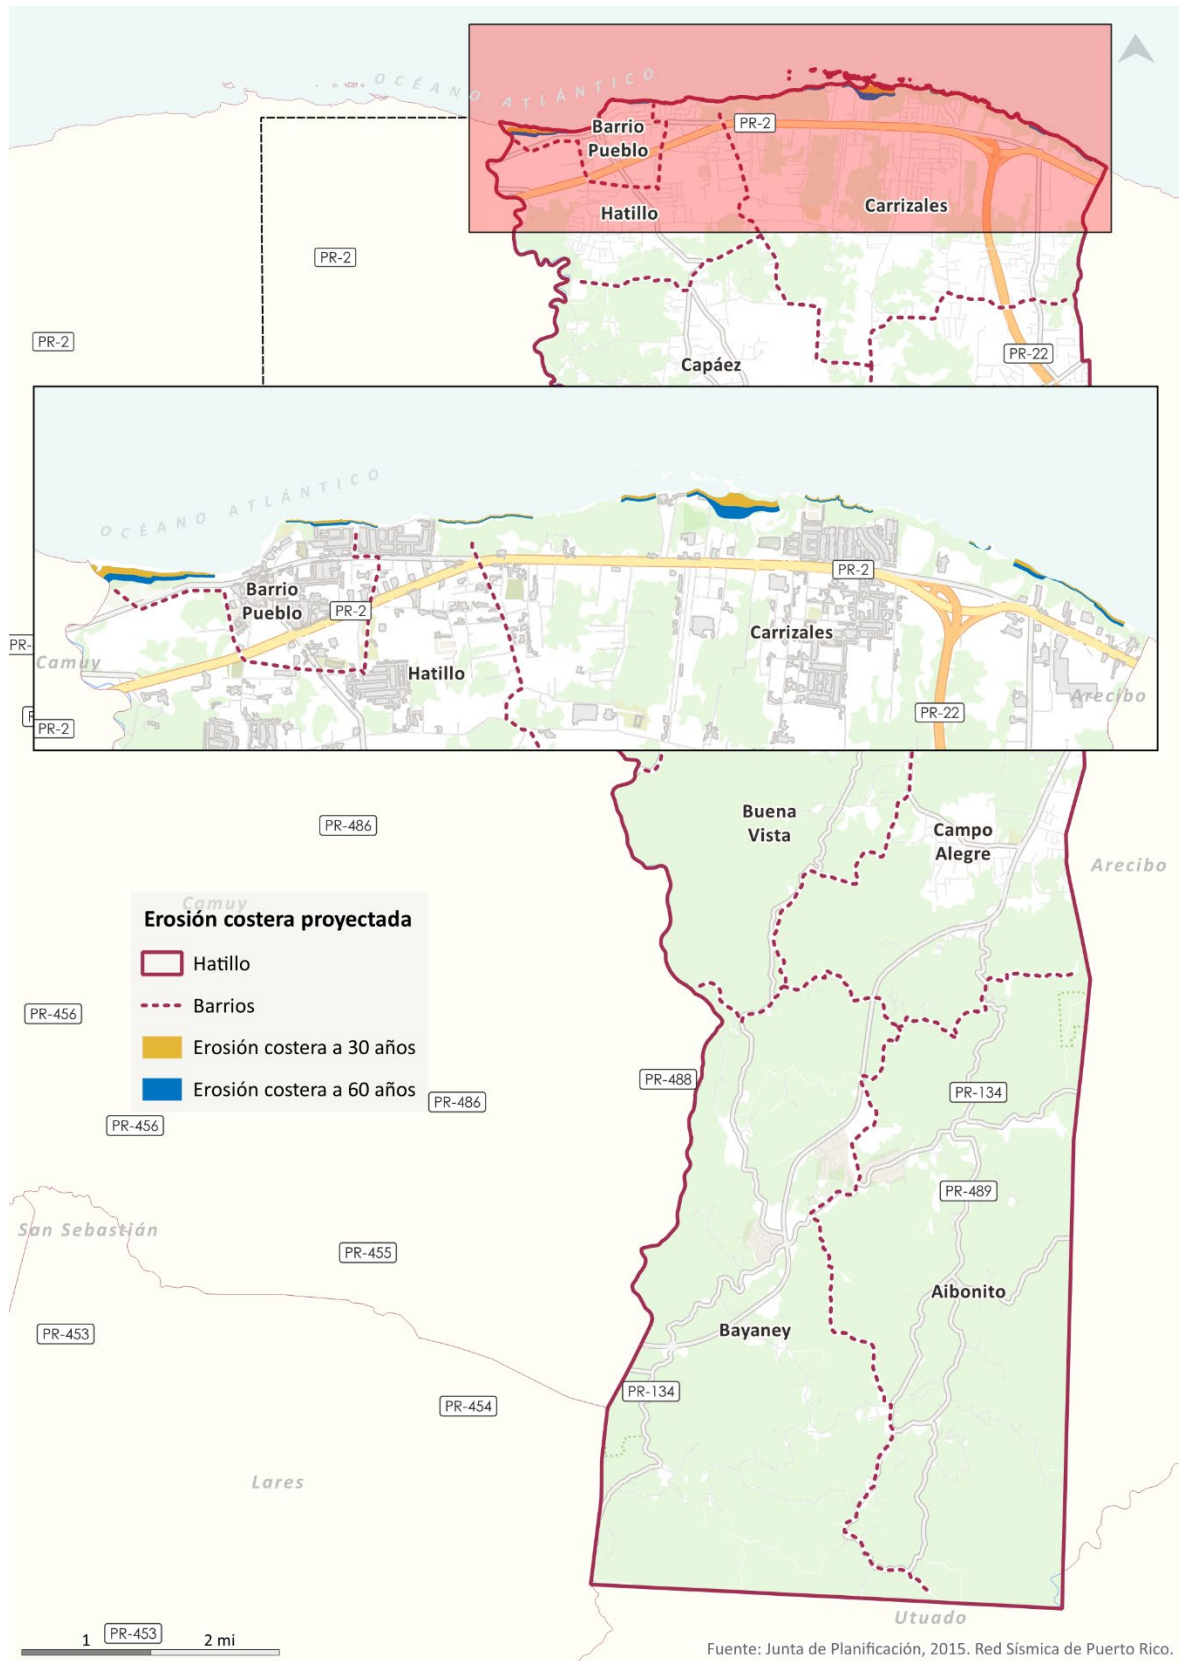 OCÉANO ATLÁNTICO
Barrio
Pueblo
PR-2
Hatillo
Carrizales
PR-2
PR-2
PR-22
Capáez
OCÉANO ATLÁNTICO
Barrio
Pueblo
PR-2
PR-2
Carrizales
Hatillo
Camuy
Arecibo
PR-22
PR-2
Buena
Vista
Campo
Alegre
PR-486
Arecibo
Camuy
Erosión costera proyectada
Hatillo
Barrios
Erosión costera a 30 años
Erosión costera a 60 años
PR-456
PR-488
PR-134
PR-486
PR-456
PR-489
San Sebastián
PR-455
Aibonito
Bayaney
PR-453
PR-134
PR-454
Lares
Utuado
PR-453
1
2 mi
Fuente: Junta de Planificación, 2015. Red Sísmica de Puerto Rico.